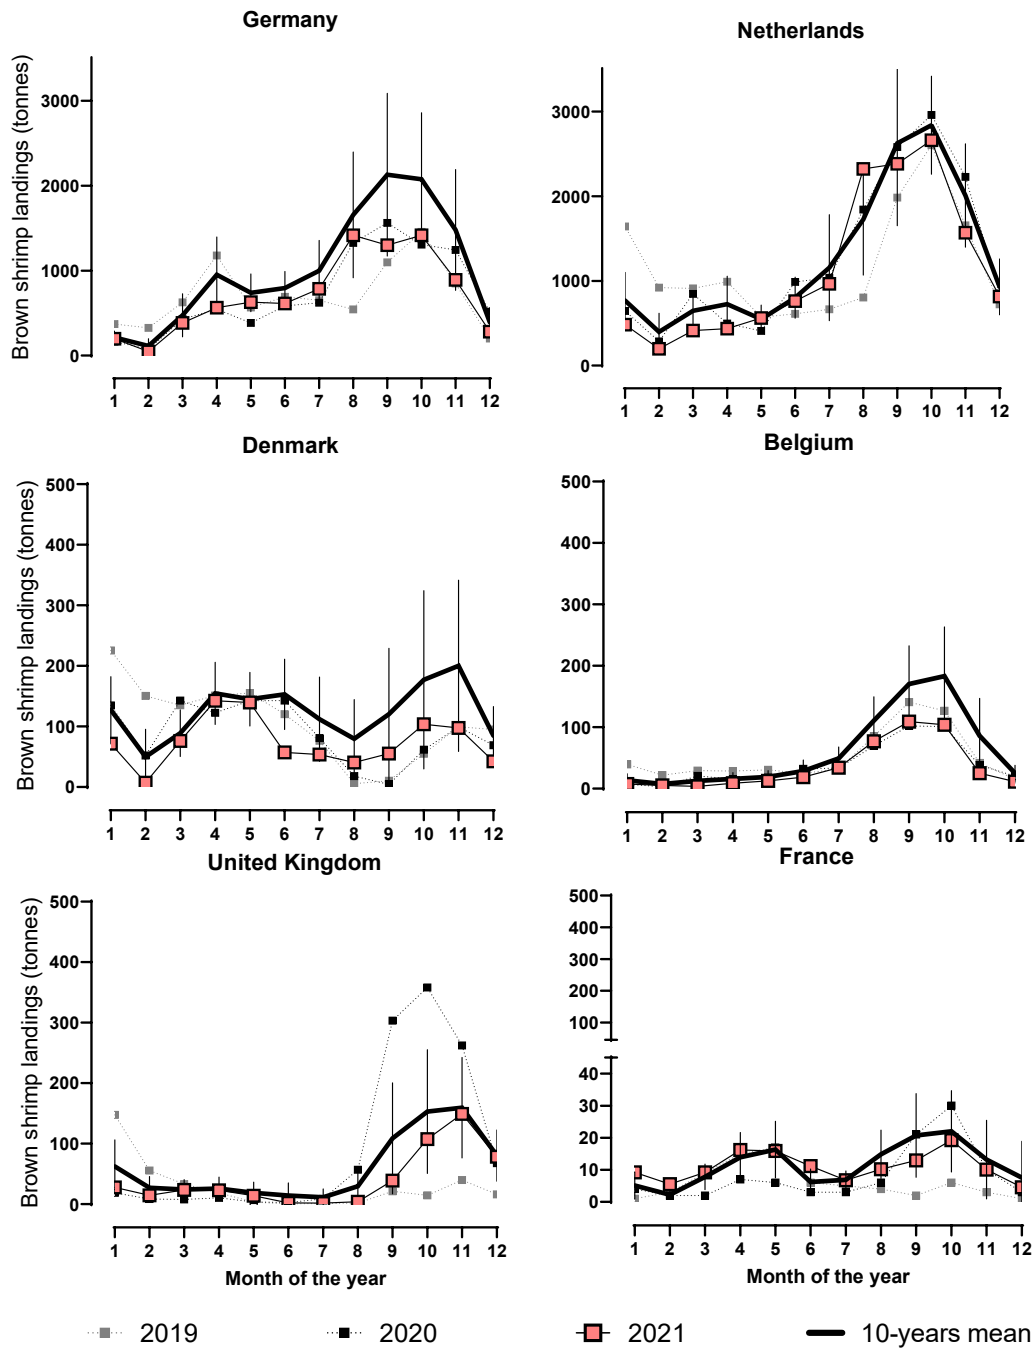 Germany
Brown shrimp landings (tonnes)
3000
2000
1000
0
1 2 3 4 5 6 7 8 9 10 11 12
Netherlands
3000
2000
1000
0
1 2 3 4 5 6 7 8 9 10 11 12
Denmark
Brown shrimp landings (tonnes)
500
400
300
200
100
0
1 2 3 4 5 6 7 8 9 10 11 12
Belgium
500
400
300
200
100
0
1 2 3 4 5 6 7 8 9 10 11 12
United Kingdom
Brown shrimp landings (tonnes)
500
400
300
200
100
0
1 2 3 4 5 6 7 8 9 10 11 12
Month of the year
France
500
400
300
200
100
40
30
20
10
0
1 2 3 4 5 6 7 8 9 10 11 12
Month of the year
2019 2020 2021 10-years mean